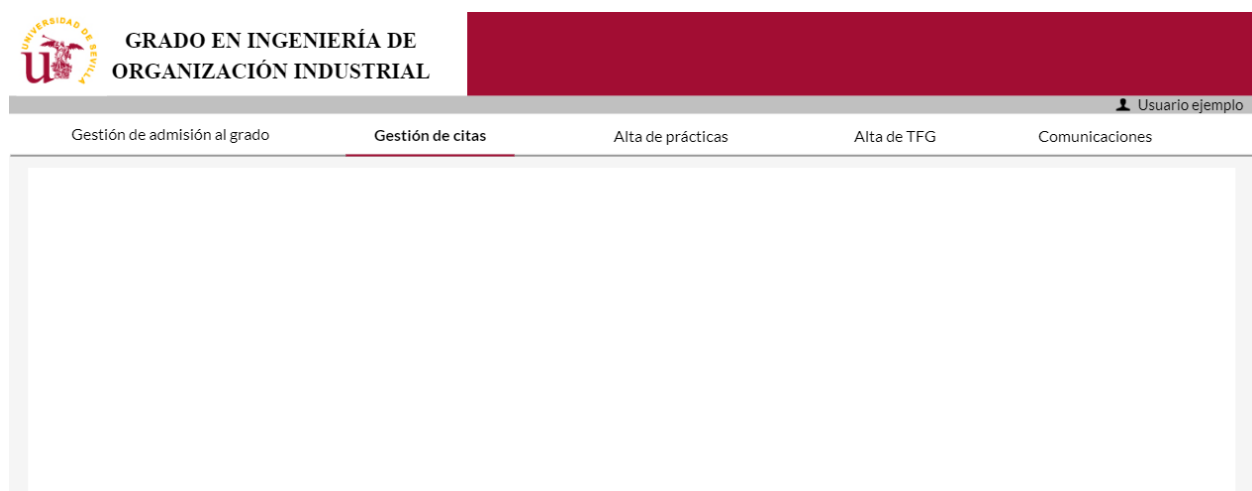 UNIVERSIDAD DE SEVILLA
GRADO EN INGENIERÍA DE
ORGANIZACIÓN INDUSTRIAL
Usuario ejemplo
Gestión de admisión al grado Gestión de citas Alta de prácticas Alta de TFG Comunicaciones